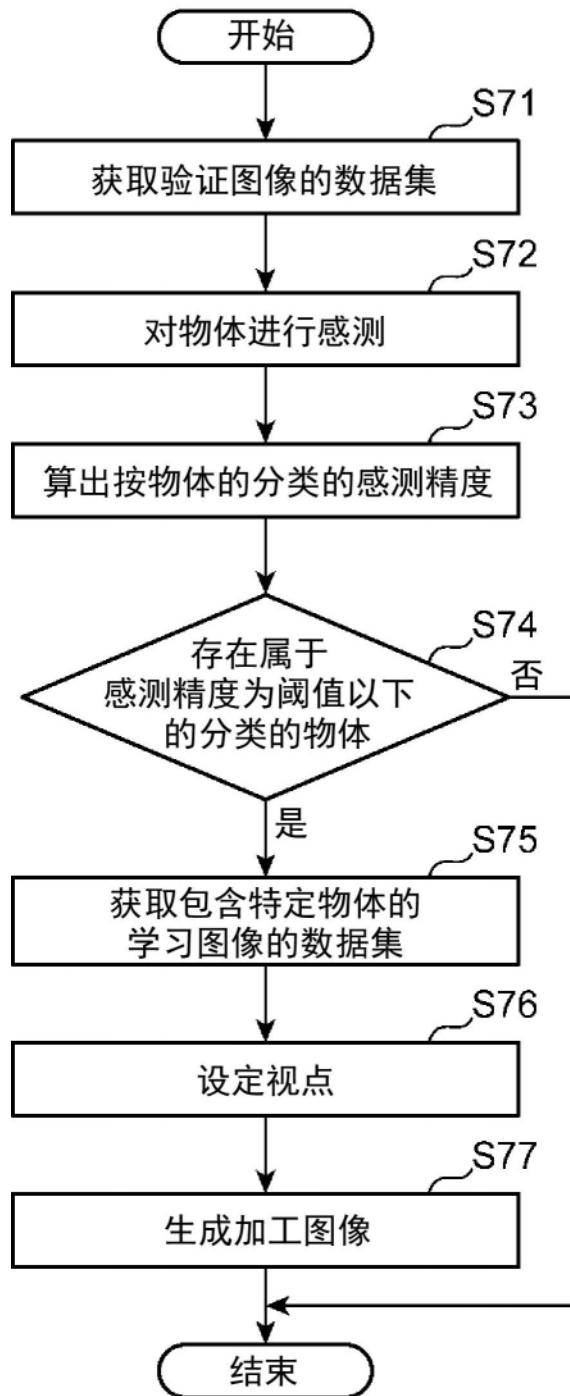 开始
S71
获取验证图像的数据集
S72
对物体进行感测
S73
算出按物体的分类的感测精度
S74
存在属于
感测精度为阈值以下
的分类的物体
否
是
S75
获取包含特定物体的
学习图像的数据集
S76
设定视点
S77
生成加工图像
结束